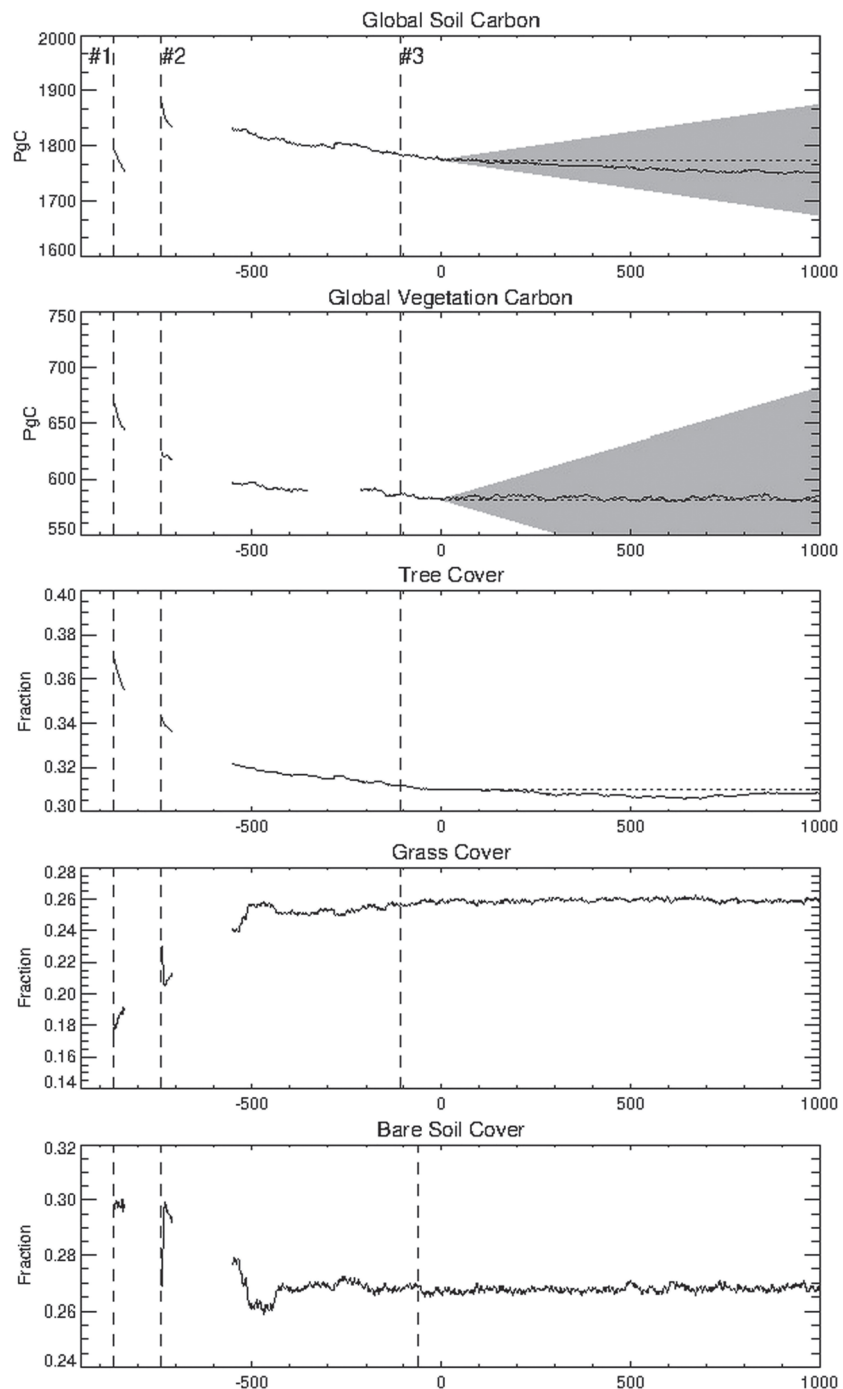 Global Soil Carbon
2000
#1 #2 #3
1900
1800
1700
1600
PgC
-500 0 500 1000
Global Vegetation Carbon
750
700
650
600
550
PgC
-500 0 500 1000
Tree Cover
0.40
0.38
0.36
0.34
0.32
0.30
Fraction
-500 0 500 1000
Grass Cover
0.28
0.26
0.24
0.22
0.20
0.18
0.16
0.14
Fraction
-500 0 500 1000
Bare Soil Cover
0.32
0.30
0.28
0.26
0.24
Fraction
-500 0 500 1000